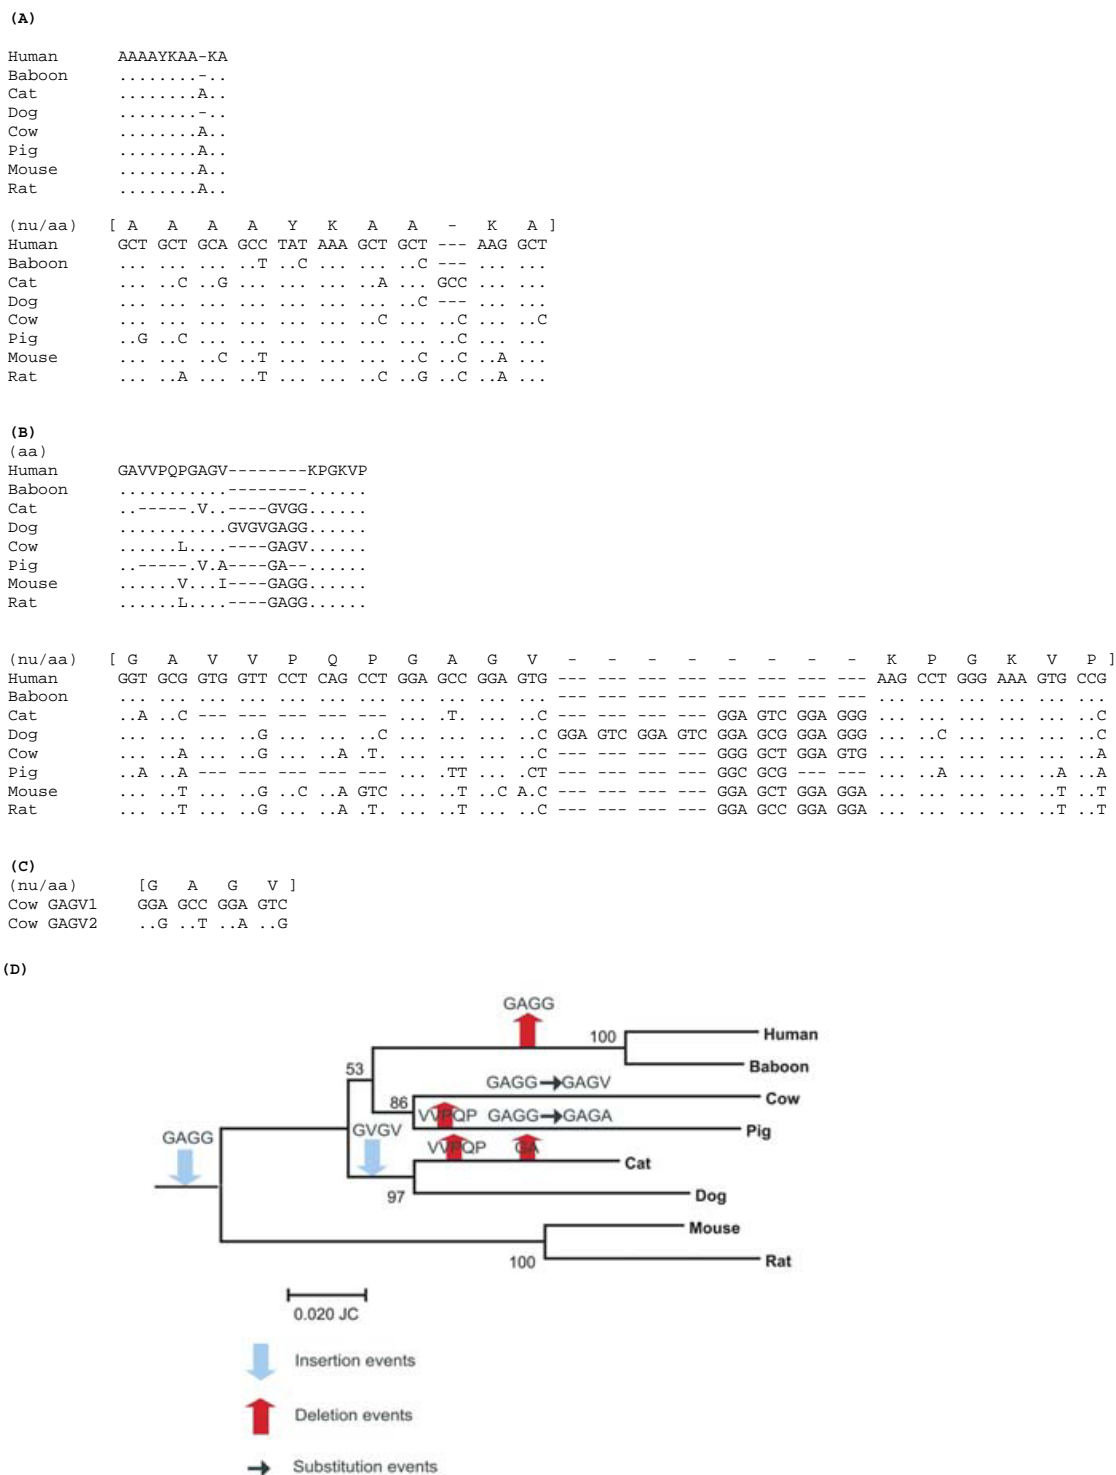 (A)
Human AAAAYKAA-KA
Baboon ........-..
Cat ........A..
Dog ........-..
Cow ........A..
Pig ........A..
Mouse ........A..
Rat ........A..
(nu/aa) [ A A A A Y K A A - K A ]
Human GCT GCT GCA GCC TAT AAA GCT GCT --- AAG GCT
Baboon ... ... ... ..T ..C ... ... ..C --- ... ...
Cat ... ..C ..G ... ... ... ..A ... GCC ... ...
Dog ... ... ... ... ... ... ... ..C --- ... ...
Cow ... ... ... ... ... ... ..C ... ..C ... ..C
Pig ..G ..C ... ... ... ... ... ... ..C ... ...
Mouse ... ... ..C ..T ... ... ... ..C ..C ..A ...
Rat ... ..A ... ..T ... ... ..C ..G ..C ..A ...
(B)
(aa)
Human GAVVPQPGAGV--------KPGKVP
Baboon ...........--------......
Cat ..-----.V..----GVGG......
Dog ...........GVGVGAGG......
Cow ......L....----GAGV......
Pig ..-----.V.A----GA--......
Mouse ......V...I----GAGG......
Rat ......L....----GAGG......
(nu/aa) [ G A V V P Q P G A G V - - - - - - - - K P G K V P ]
Human GGT GCG GTG GTT CCT CAG CCT GGA GCC GGA GTG --- --- --- --- --- --- --- --- AAG CCT GGG AAA GTG CCG
Baboon ... ... ... ... ... ... ... ... ... ... ... --- --- --- --- --- --- --- --- ... ... ... ... ... ...
Cat ..A ..C --- --- --- --- --- ... .T. ... ..C --- --- --- --- GGA GTC GGA GGG ... ... ... ... ... ..C
Dog ... ... ... ..G ... ... ..C ... ... ... ..C GGA GTC GGA GTC GGA GCG GGA GGG ... ..C ... ... ... ..C
Cow ... ..A ... ..G ... ..A .T. ... ... ... ..C --- --- --- --- GGG GCT GGA GTG ... ... ... ... ... ..A
Pig ..A ..A --- --- --- --- --- ... .TT ... .CT --- --- --- --- GGC GCG --- --- ... ..A ... ... ..A ..A
Mouse ... ..T ... ..G ..C ..A GTC ... ..T ..C A.C --- --- --- --- GGA GCT GGA GGA ... ... ... ... ..T ..T
Rat ... ..T ... ..G ... ..A .T. ... ..T ... ..C --- --- --- --- GGA GCC GGA GGA ... ... ... ... ..T ..T
(C)
(nu/aa) [G A G V ]
Cow GAGV1 GGA GCC GGA GTC
Cow GAGV2 ..G ..T ..A ..G
(D)
GAGG
100 Human
Baboon
53
GAGG→GAGV
Cow
86 VVPQP GAGG→GAGA
Pig
GAGG GVGV
VVPQP GA
Cat
97 Dog
Mouse
100 Rat
0.020 JC
Insertion events
Deletion events
Substitution events